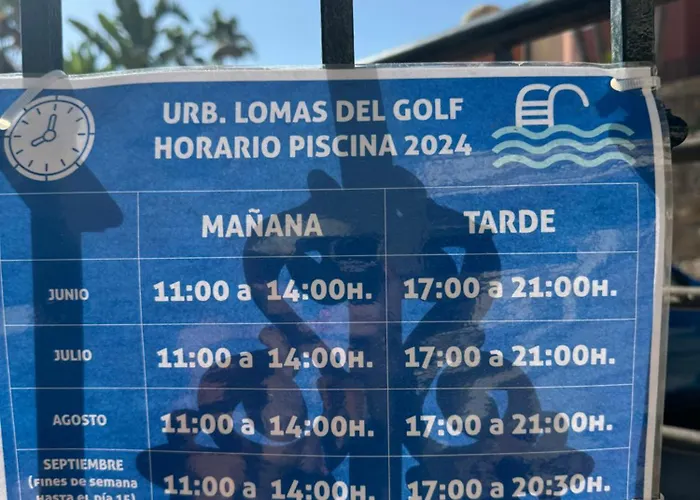 URB. LOMAS DEL GOLF
HORARIO PISCINA 2024
MAÑANA TARDE
JUNIO 11:00 a 14:00H. 17:00 a 21:00H.
JULIO 11:00 a 14:00H. 17:00 a 21:00H.
AGOSTO 11:00 a 14:00H. 17:00 a 21:00H.
SEPTIEMBRE
(Fines de semana
HASTA EL DÍA 15) 11:00 a 14:00H. 17:00 a 20:30H.